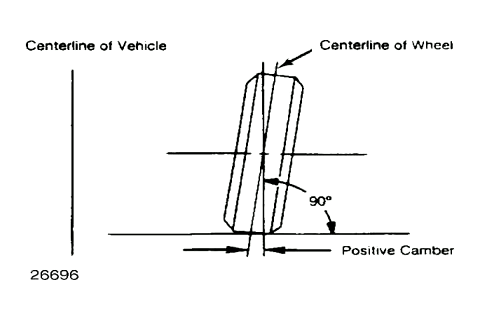 Centerline of Vehicle
Centerline of Wheel
90°
Positive Camber
26696